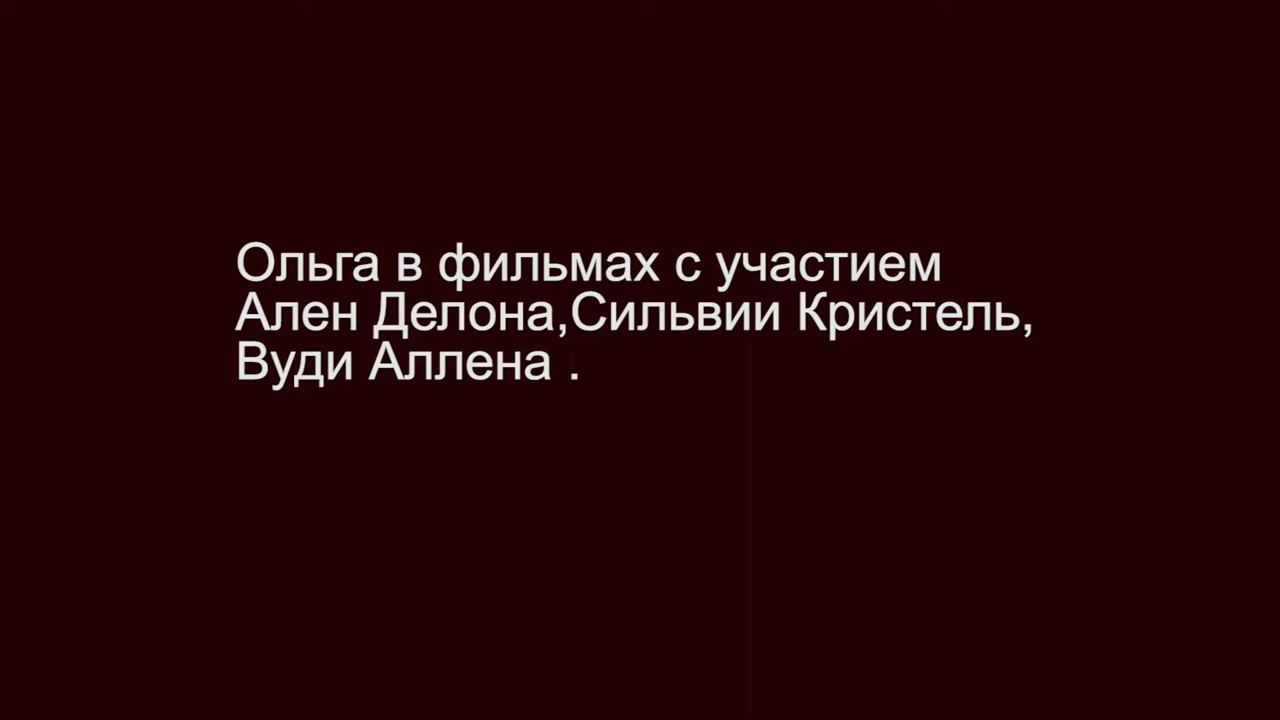 Ольга в фильмах с участием
Ален Делона,Сильвии Кристель,
Вуди Аллена .